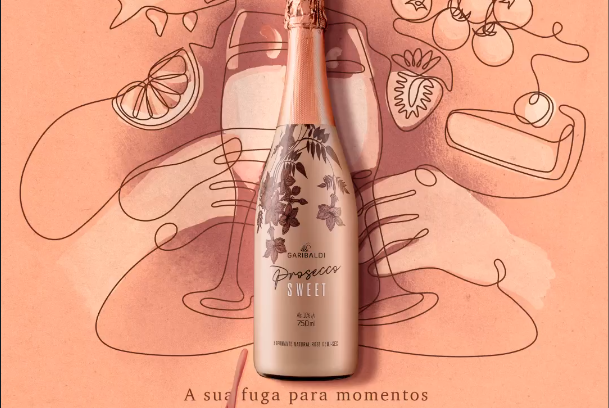 GARIBALDI
Prosecco
SWEET
750ml
A sua fuga para momentos